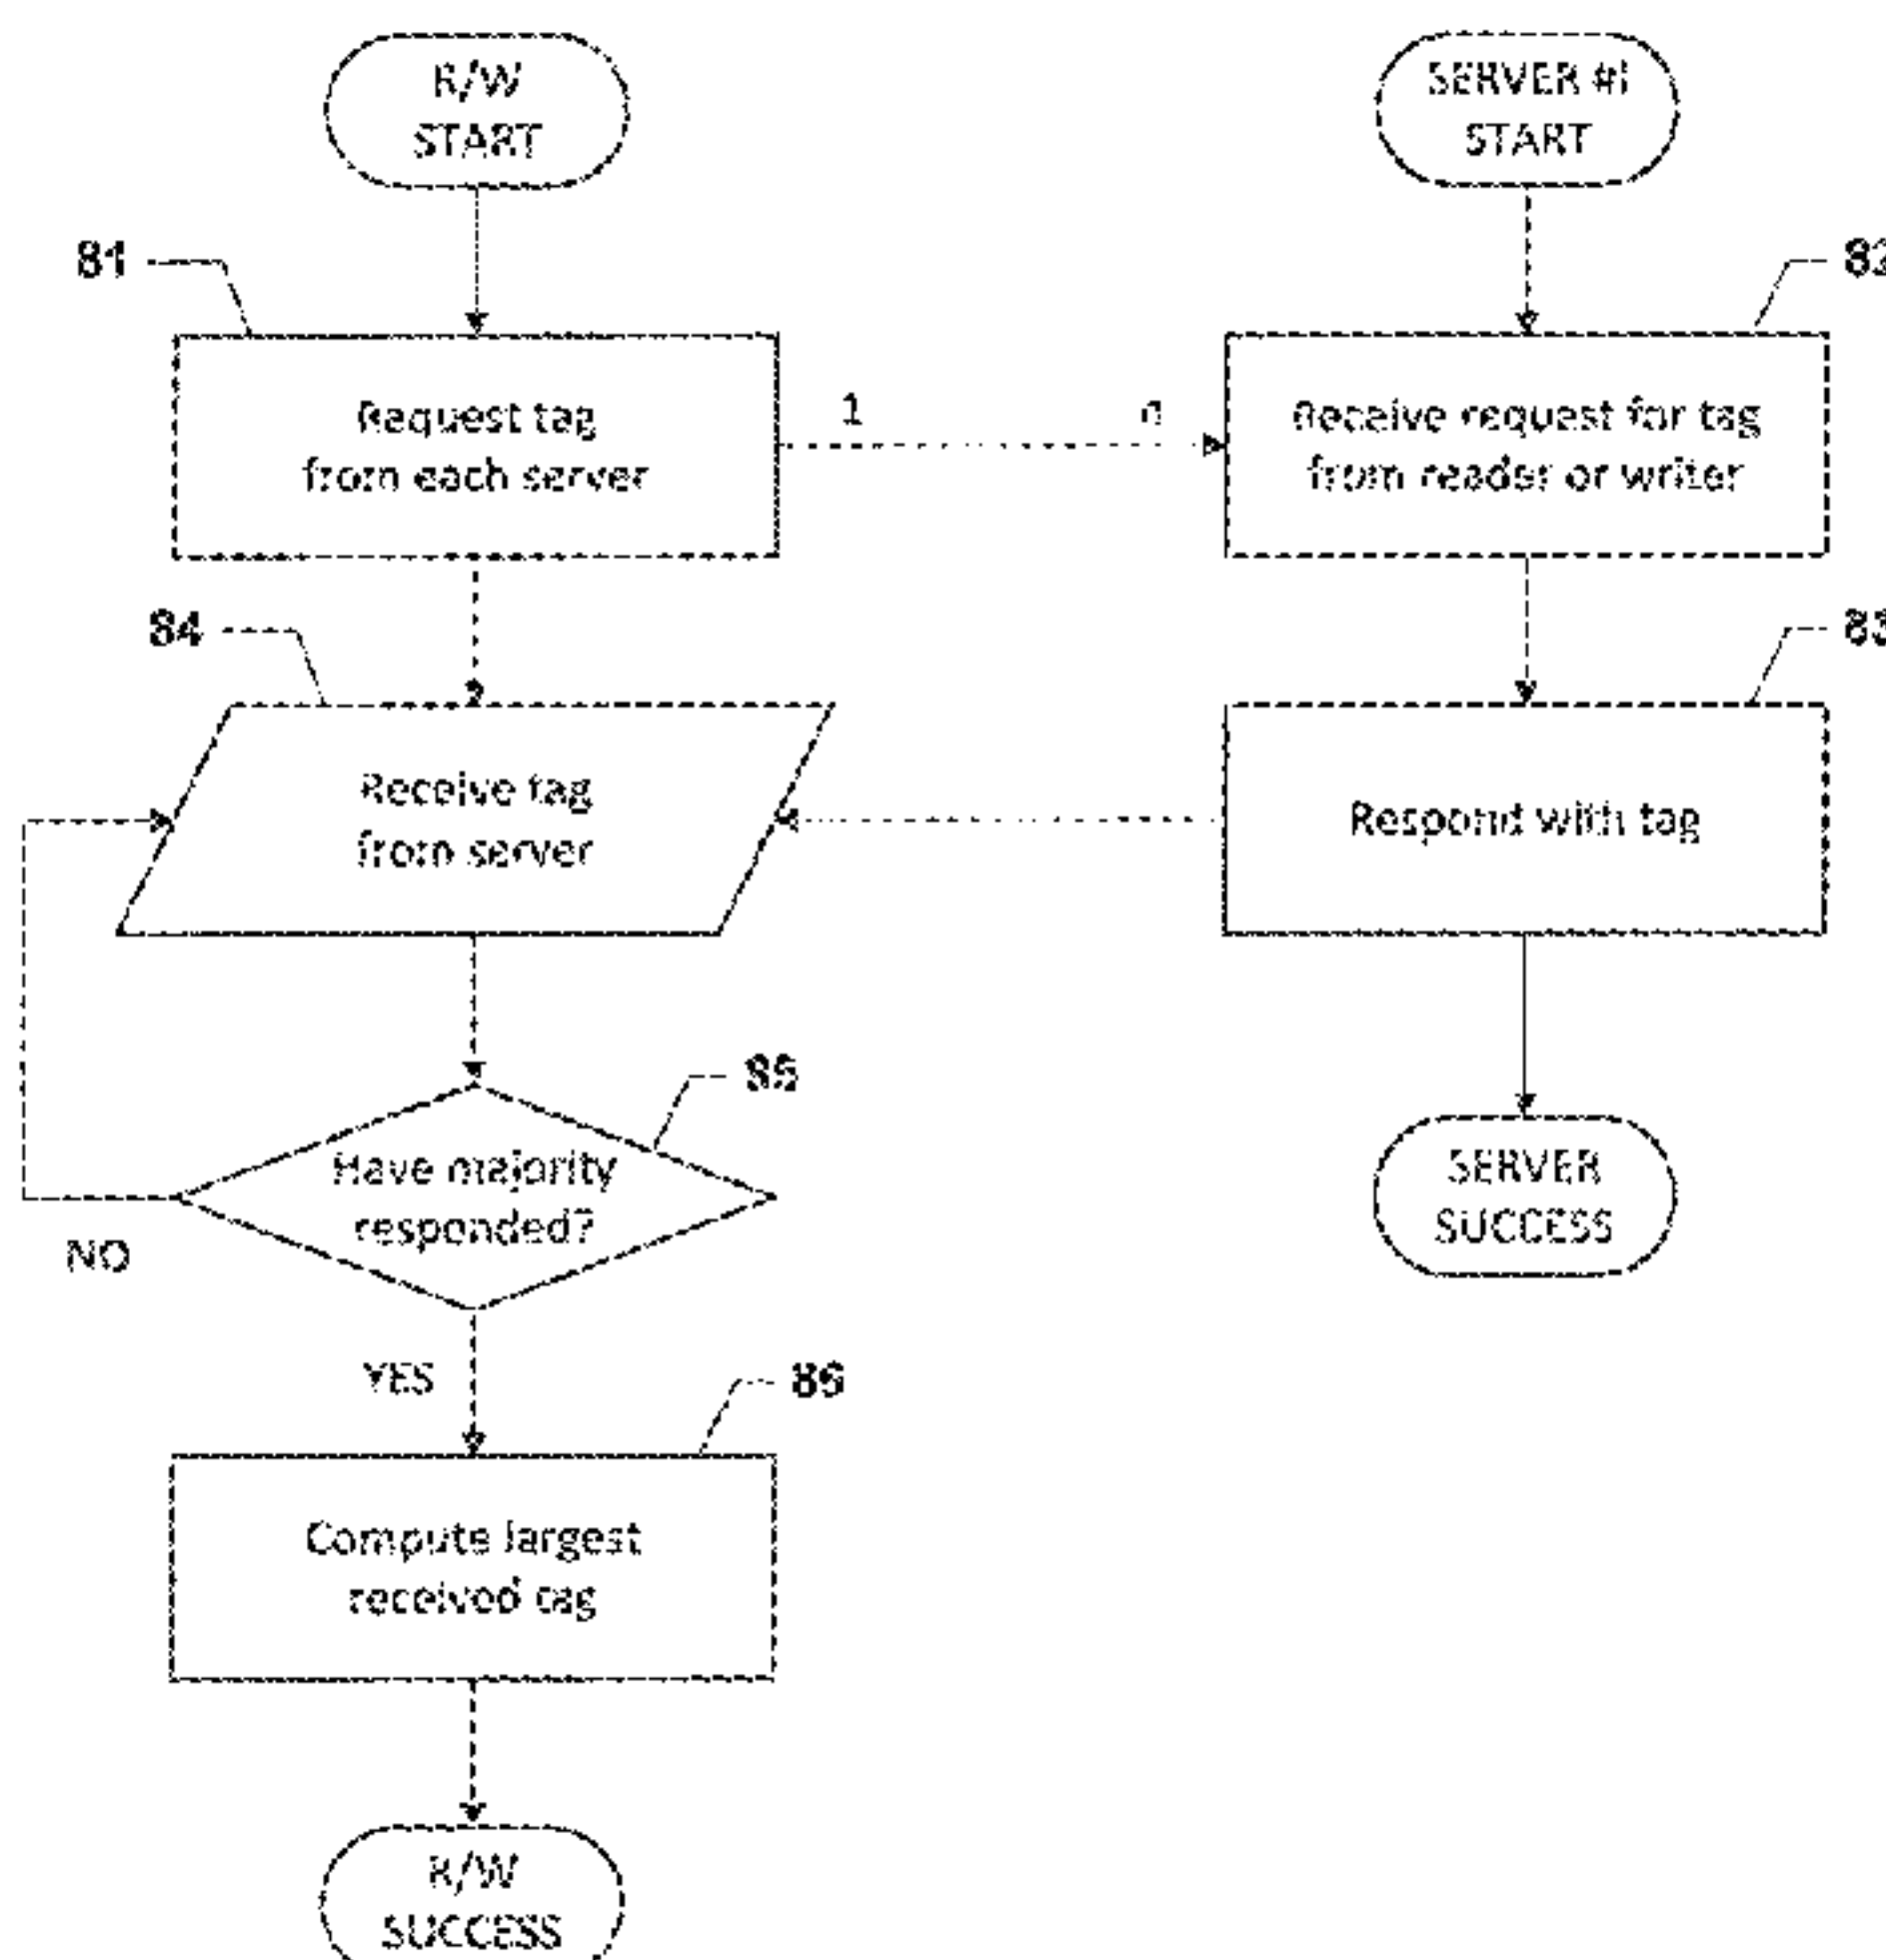 R/W
START
SERVER #i
START
81
82
Request tag
from each server
1
n
Receive request for tag
from reader or writer
84
83
Receive tag
from server
Respond with tag
85
Have majority
responded?
NO
SERVER
SUCCESS
YES
86
Compute largest
received tag
R/W
SUCCESS